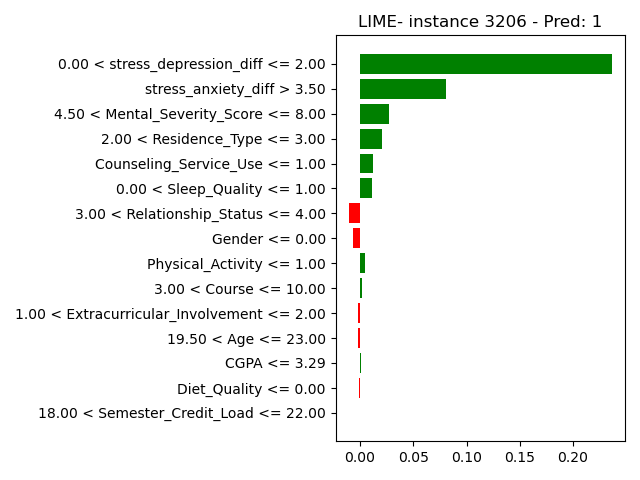 LIME- instance 3206 - Pred: 1
0.00 < stress_depression_diff <= 2.00
stress_anxiety_diff > 3.50
4.50 < Mental_Severity_Score <= 8.00
2.00 < Residence_Type <= 3.00
Counseling_Service_Use <= 1.00
0.00 < Sleep_Quality <= 1.00
3.00 < Relationship_Status <= 4.00
Gender <= 0.00
Physical_Activity <= 1.00
3.00 < Course <= 10.00
1.00 < Extracurricular_Involvement <= 2.00
19.50 < Age <= 23.00
CGPA <= 3.29
Diet_Quality <= 0.00
18.00 < Semester_Credit_Load <= 22.00
0.00 0.05 0.10 0.15 0.20